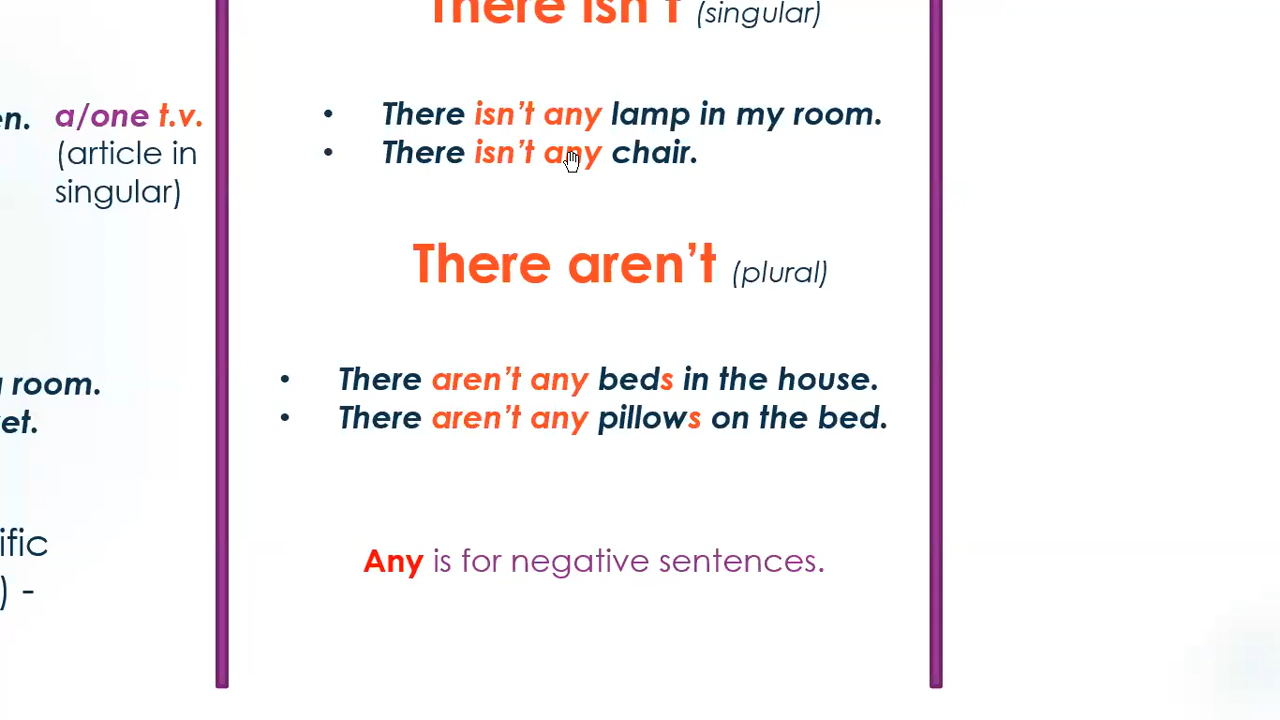 There isn't (singular)
en. a/one t.v.
(article in
singular)
• There isn't any lamp in my room.
• There isn't any chair.
There aren't (plural)
room.
et.
• There aren't any beds in the house.
• There aren't any pillows on the bed.
ific
) -
Any is for negative sentences.